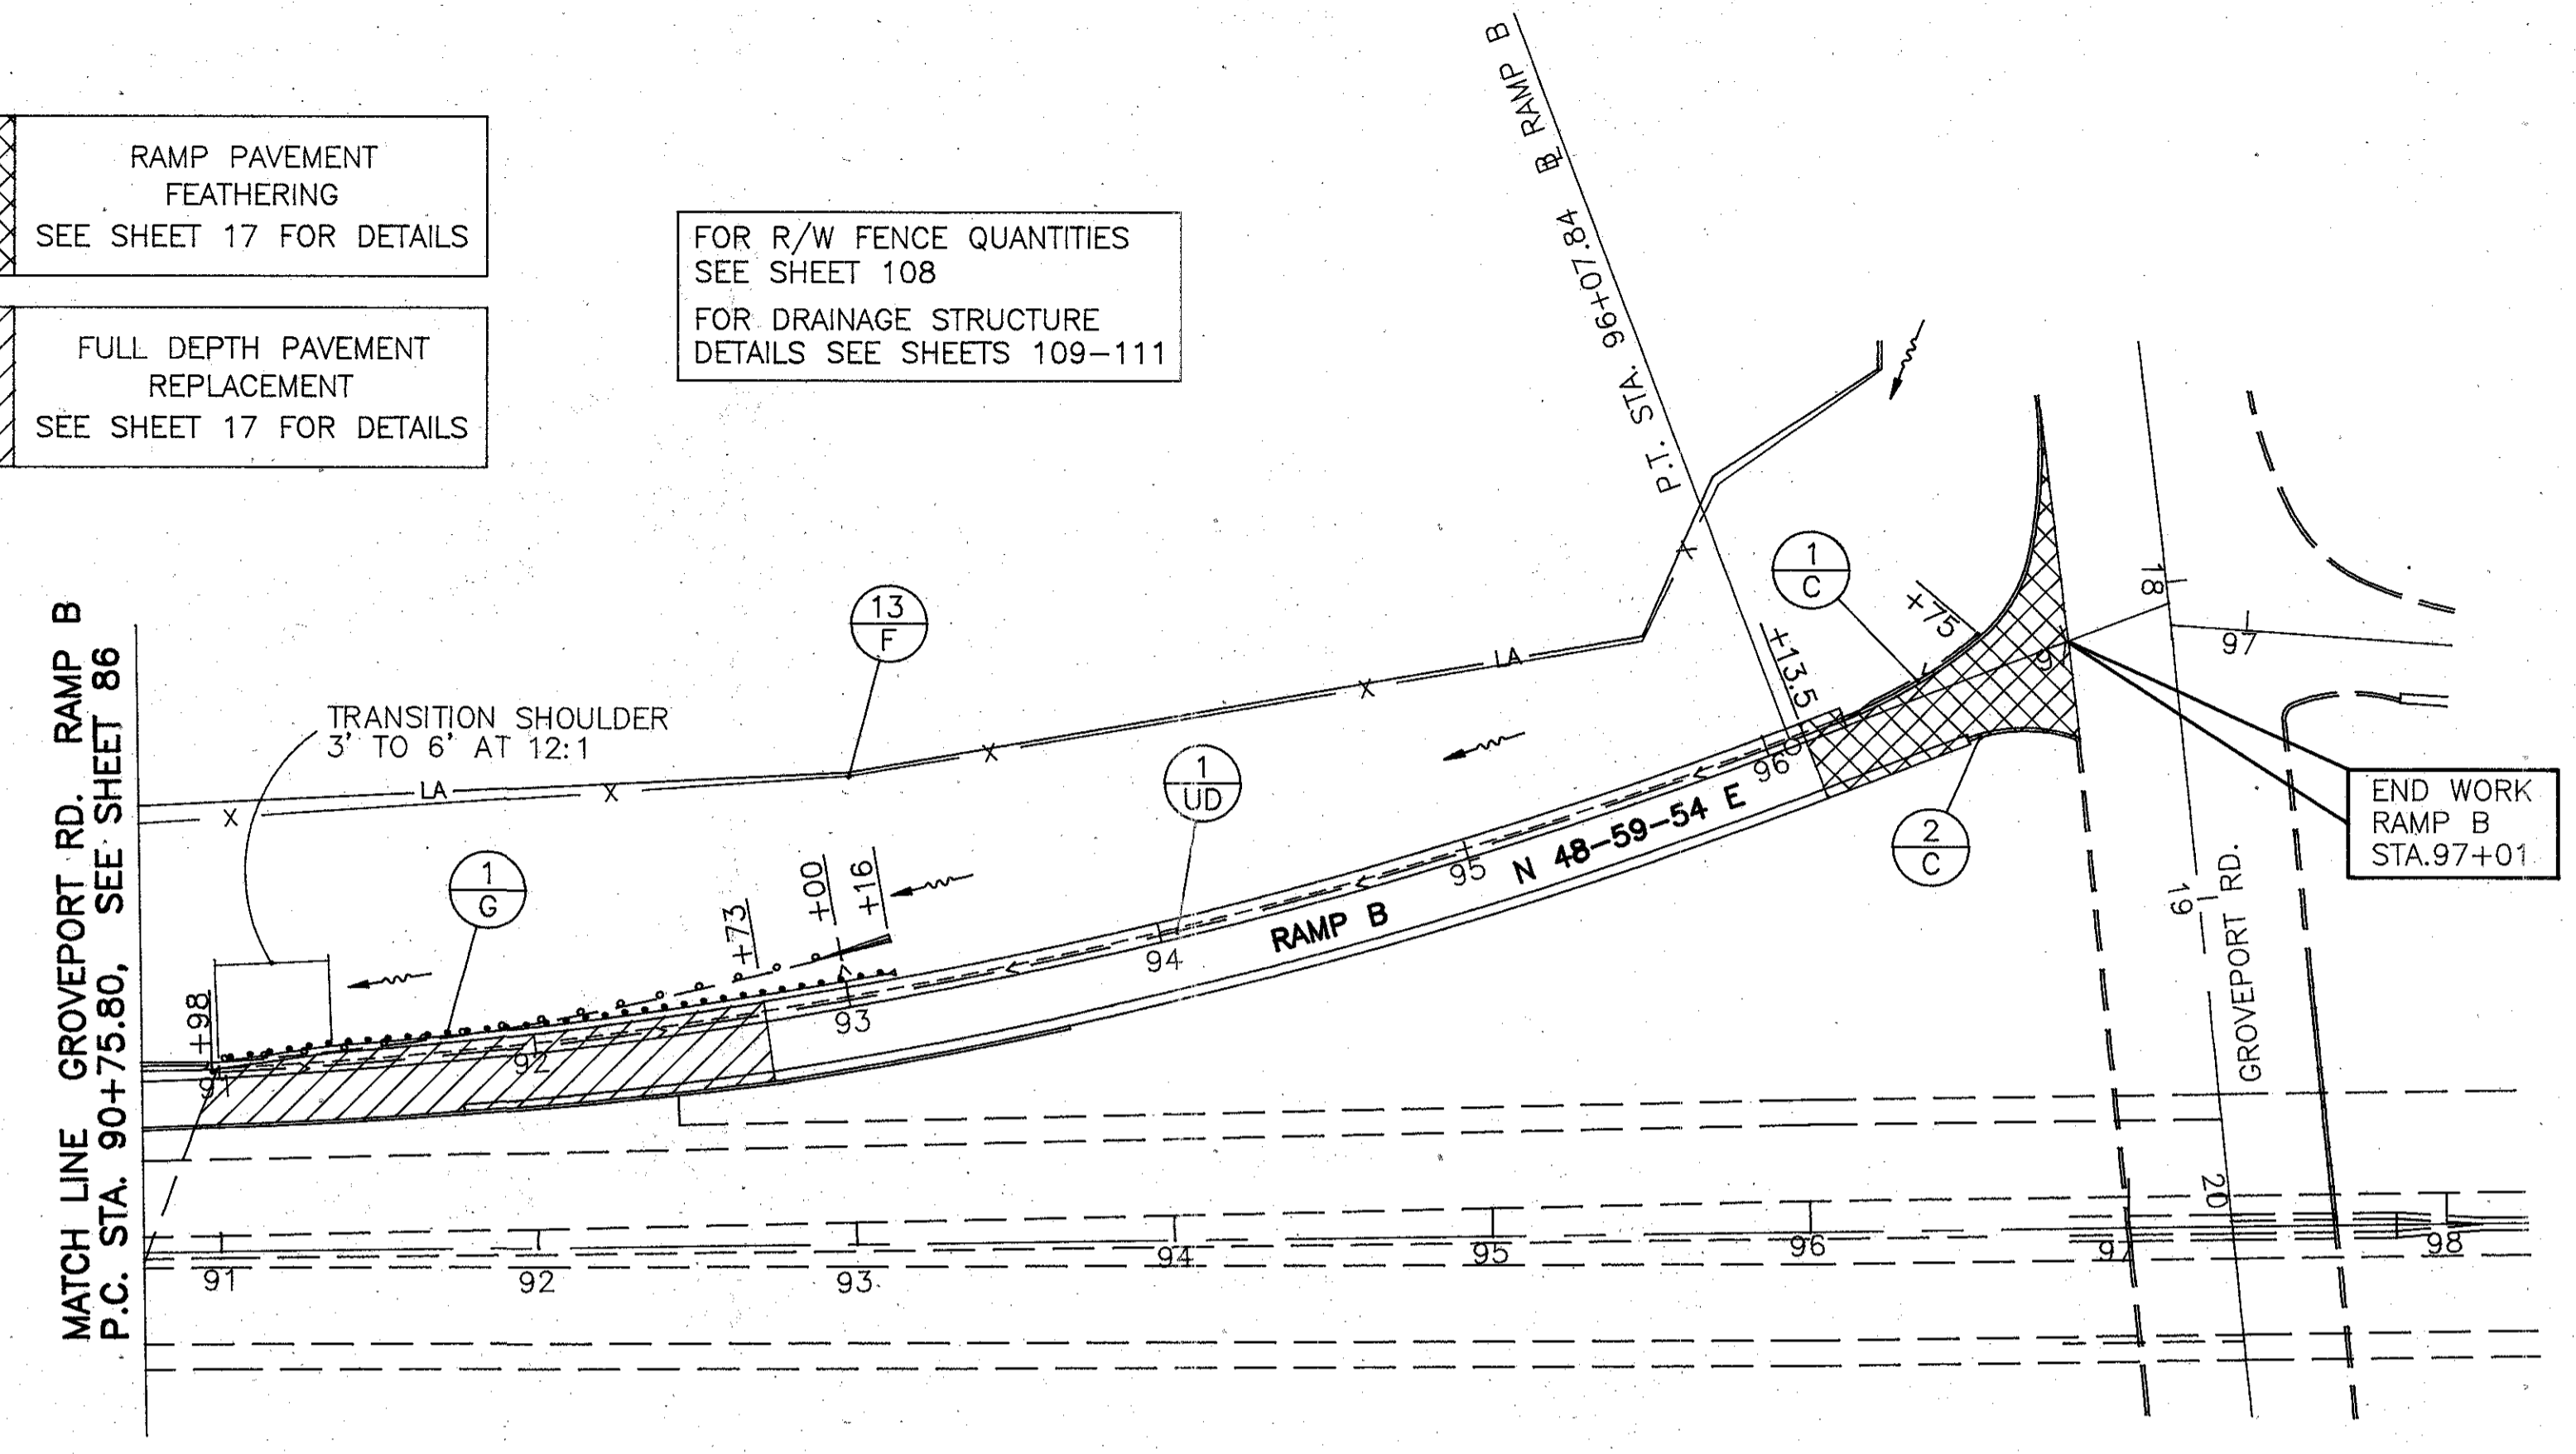 RAMP PAVEMENT
FEATHERING
SEE SHEET 17 FOR DETAILS
FULL DEPTH PAVEMENT
REPLACEMENT
SEE SHEET 17 FOR DETAILS
FOR R/W FENCE QUANTITIES
SEE SHEET 108
FOR DRAINAGE STRUCTURE
DETAILS SEE SHEETS 109-111
P.T. STA. 96+07.84 BL RAMP B
MATCH LINE GROVEPORT RD. RAMP B
P.C. STA. 90+75.80, SEE SHEET 86
TRANSITION SHOULDER
3' TO 6' AT 12:1
13
F
1
C
+75
+13.5
18
97
97
LA
X
X
X
X
X
LA
1
UD
1
G
2
C
END WORK
RAMP B
STA.97+01
+98
+73
+00
+16
91
92
93
94
95
96
RAMP B
N 48-59-54 E
19
GROVEPORT RD.
20
91
92
93
94
95
96
97
98